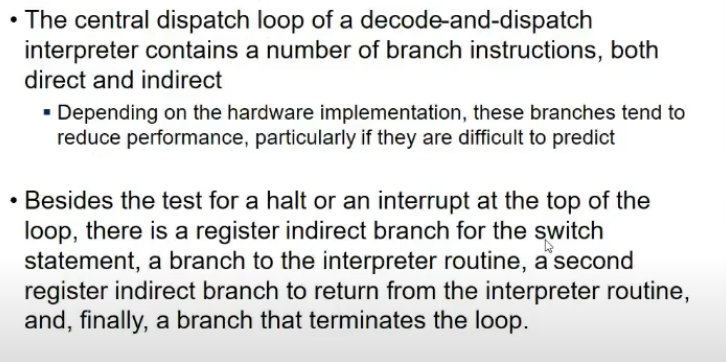 • The central dispatch loop of a decode-and-dispatch
interpreter contains a number of branch instructions, both
direct and indirect
▪ Depending on the hardware implementation, these branches tend to
reduce performance, particularly if they are difficult to predict
• Besides the test for a halt or an interrupt at the top of the
loop, there is a register indirect branch for the switch
statement, a branch to the interpreter routine, a second
register indirect branch to return from the interpreter routine,
and, finally, a branch that terminates the loop.